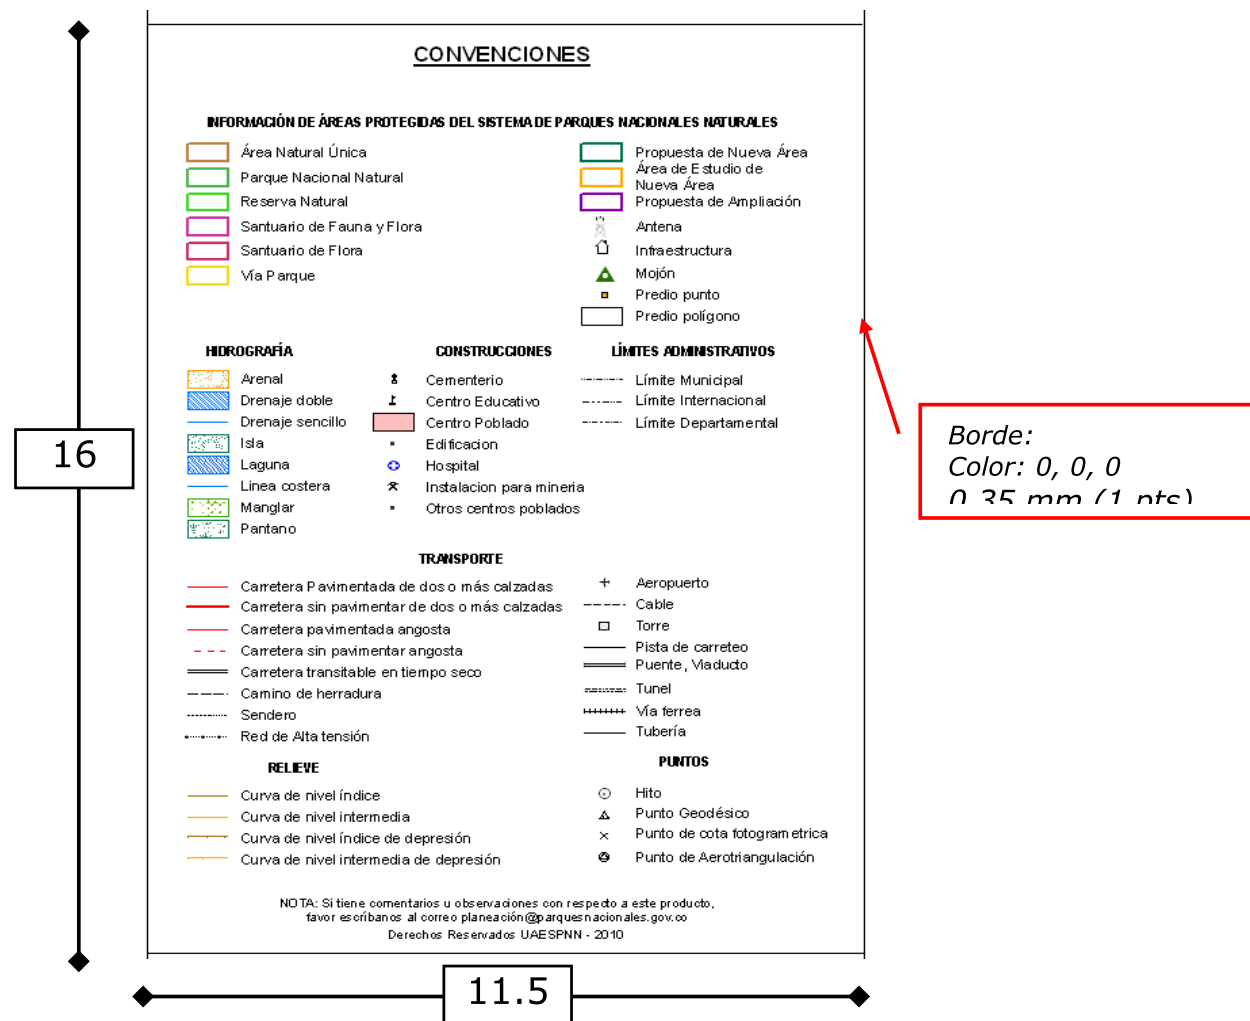 CONVENCIONES
INFORMACIÓN DE ÁREAS PROTEGIDAS DEL SISTEMA DE PARQUES NACIONALES NATURALES
Área Natural Única
Parque Nacional Natural
Reserva Natural
Santuario de Fauna y Flora
Santuario de Flora
Vía Parque
Propuesta de Nueva Área
Área de Estudio de
Nueva Área
Propuesta de Ampliación
Antena
Infraestructura
Mojón
Predio punto
Predio polígono
HIDROGRAFÍA
Arenal
Drenaje doble
Drenaje sencillo
Isla
Laguna
Linea costera
Manglar
Pantano
CONSTRUCCIONES
Cementerio
Centro Educativo
Centro Poblado
Edificacion
Hospital
Instalacion para mineria
Otros centros poblados
LÍMITES ADMINISTRATIVOS
Límite Municipal
Límite Internacional
Límite Departamental
TRANSPORTE
Carretera Pavimentada de dos o más calzadas
Carretera sin pavimentar de dos o más calzadas
Carretera pavimentada angosta
Carretera sin pavimentar angosta
Carretera transitable en tiempo seco
Camino de herradura
Sendero
Red de Alta tensión
Aeropuerto
Cable
Torre
Pista de carreteo
Puente, Viaducto
Tunel
Vía ferrea
Tubería
RELIEVE
Curva de nivel índice
Curva de nivel intermedia
Curva de nivel índice de depresión
Curva de nivel intermedia de depresión
PUNTOS
Hito
Punto Geodésico
Punto de cota fotogrametrica
Punto de Aerotriangulación
NOTA: Si tiene comentarios u observaciones con respecto a este producto,
favor escríbanos al correo planeación@parquesnacionales.gov.co
Derechos Reservados UAESPNN - 2010
16
11.5
Borde:
Color: 0, 0, 0
0.35 mm (1 pts)